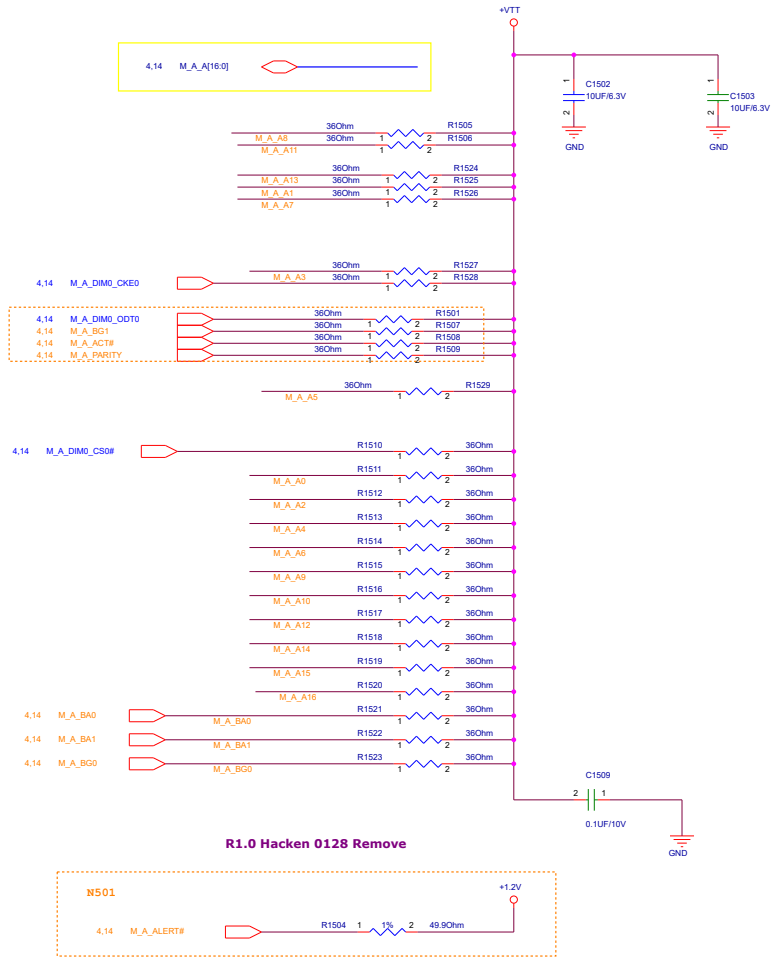 +VTT
4,14 M_A_A[16:0]
C1502
10UF/6.3V
1
2
GND
C1503
10UF/6.3V
1
2
GND
36Ohm R1505
M_A_A8 36Ohm 1 2 R1506
M_A_A11 1 2
36Ohm R1524
M_A_A13 36Ohm 1 2 R1525
M_A_A1 36Ohm 1 2 R1526
M_A_A7 1 2
36Ohm R1527
M_A_A3 36Ohm 1 2 R1528
4,14 M_A_DIM0_CKE0 1 2
36Ohm R1501
4,14 M_A_DIM0_ODT0 36Ohm 1 2 R1507
4,14 M_A_BG1 36Ohm 1 2 R1508
4,14 M_A_ACT# 36Ohm 1 2 R1509
4,14 M_A_PARITY 1 2
36Ohm R1529
M_A_A5 1 2
4,14 M_A_DIM0_CS0# R1510 1 2 36Ohm
R1511 36Ohm
M_A_A0 1 2
R1512 36Ohm
M_A_A2 1 2
R1513 36Ohm
M_A_A4 1 2
R1514 36Ohm
M_A_A6 1 2
R1515 36Ohm
M_A_A9 1 2
R1516 36Ohm
M_A_A10 1 2
R1517 36Ohm
M_A_A12 1 2
R1518 36Ohm
M_A_A14 1 2
R1519 36Ohm
M_A_A15 1 2
R1520 36Ohm
M_A_A16 1 2
4,14 M_A_BA0 R1521 36Ohm
M_A_BA0 1 2
4,14 M_A_BA1 R1522 36Ohm
M_A_BA1 1 2
4,14 M_A_BG0 R1523 36Ohm
M_A_BG0 1 2
C1509
2 1
0.1UF/10V
GND
R1.0 Hacken 0128 Remove
N501
+1.2V
4,14 M_A_ALERT# R1504 1 1% 2 49.9Ohm